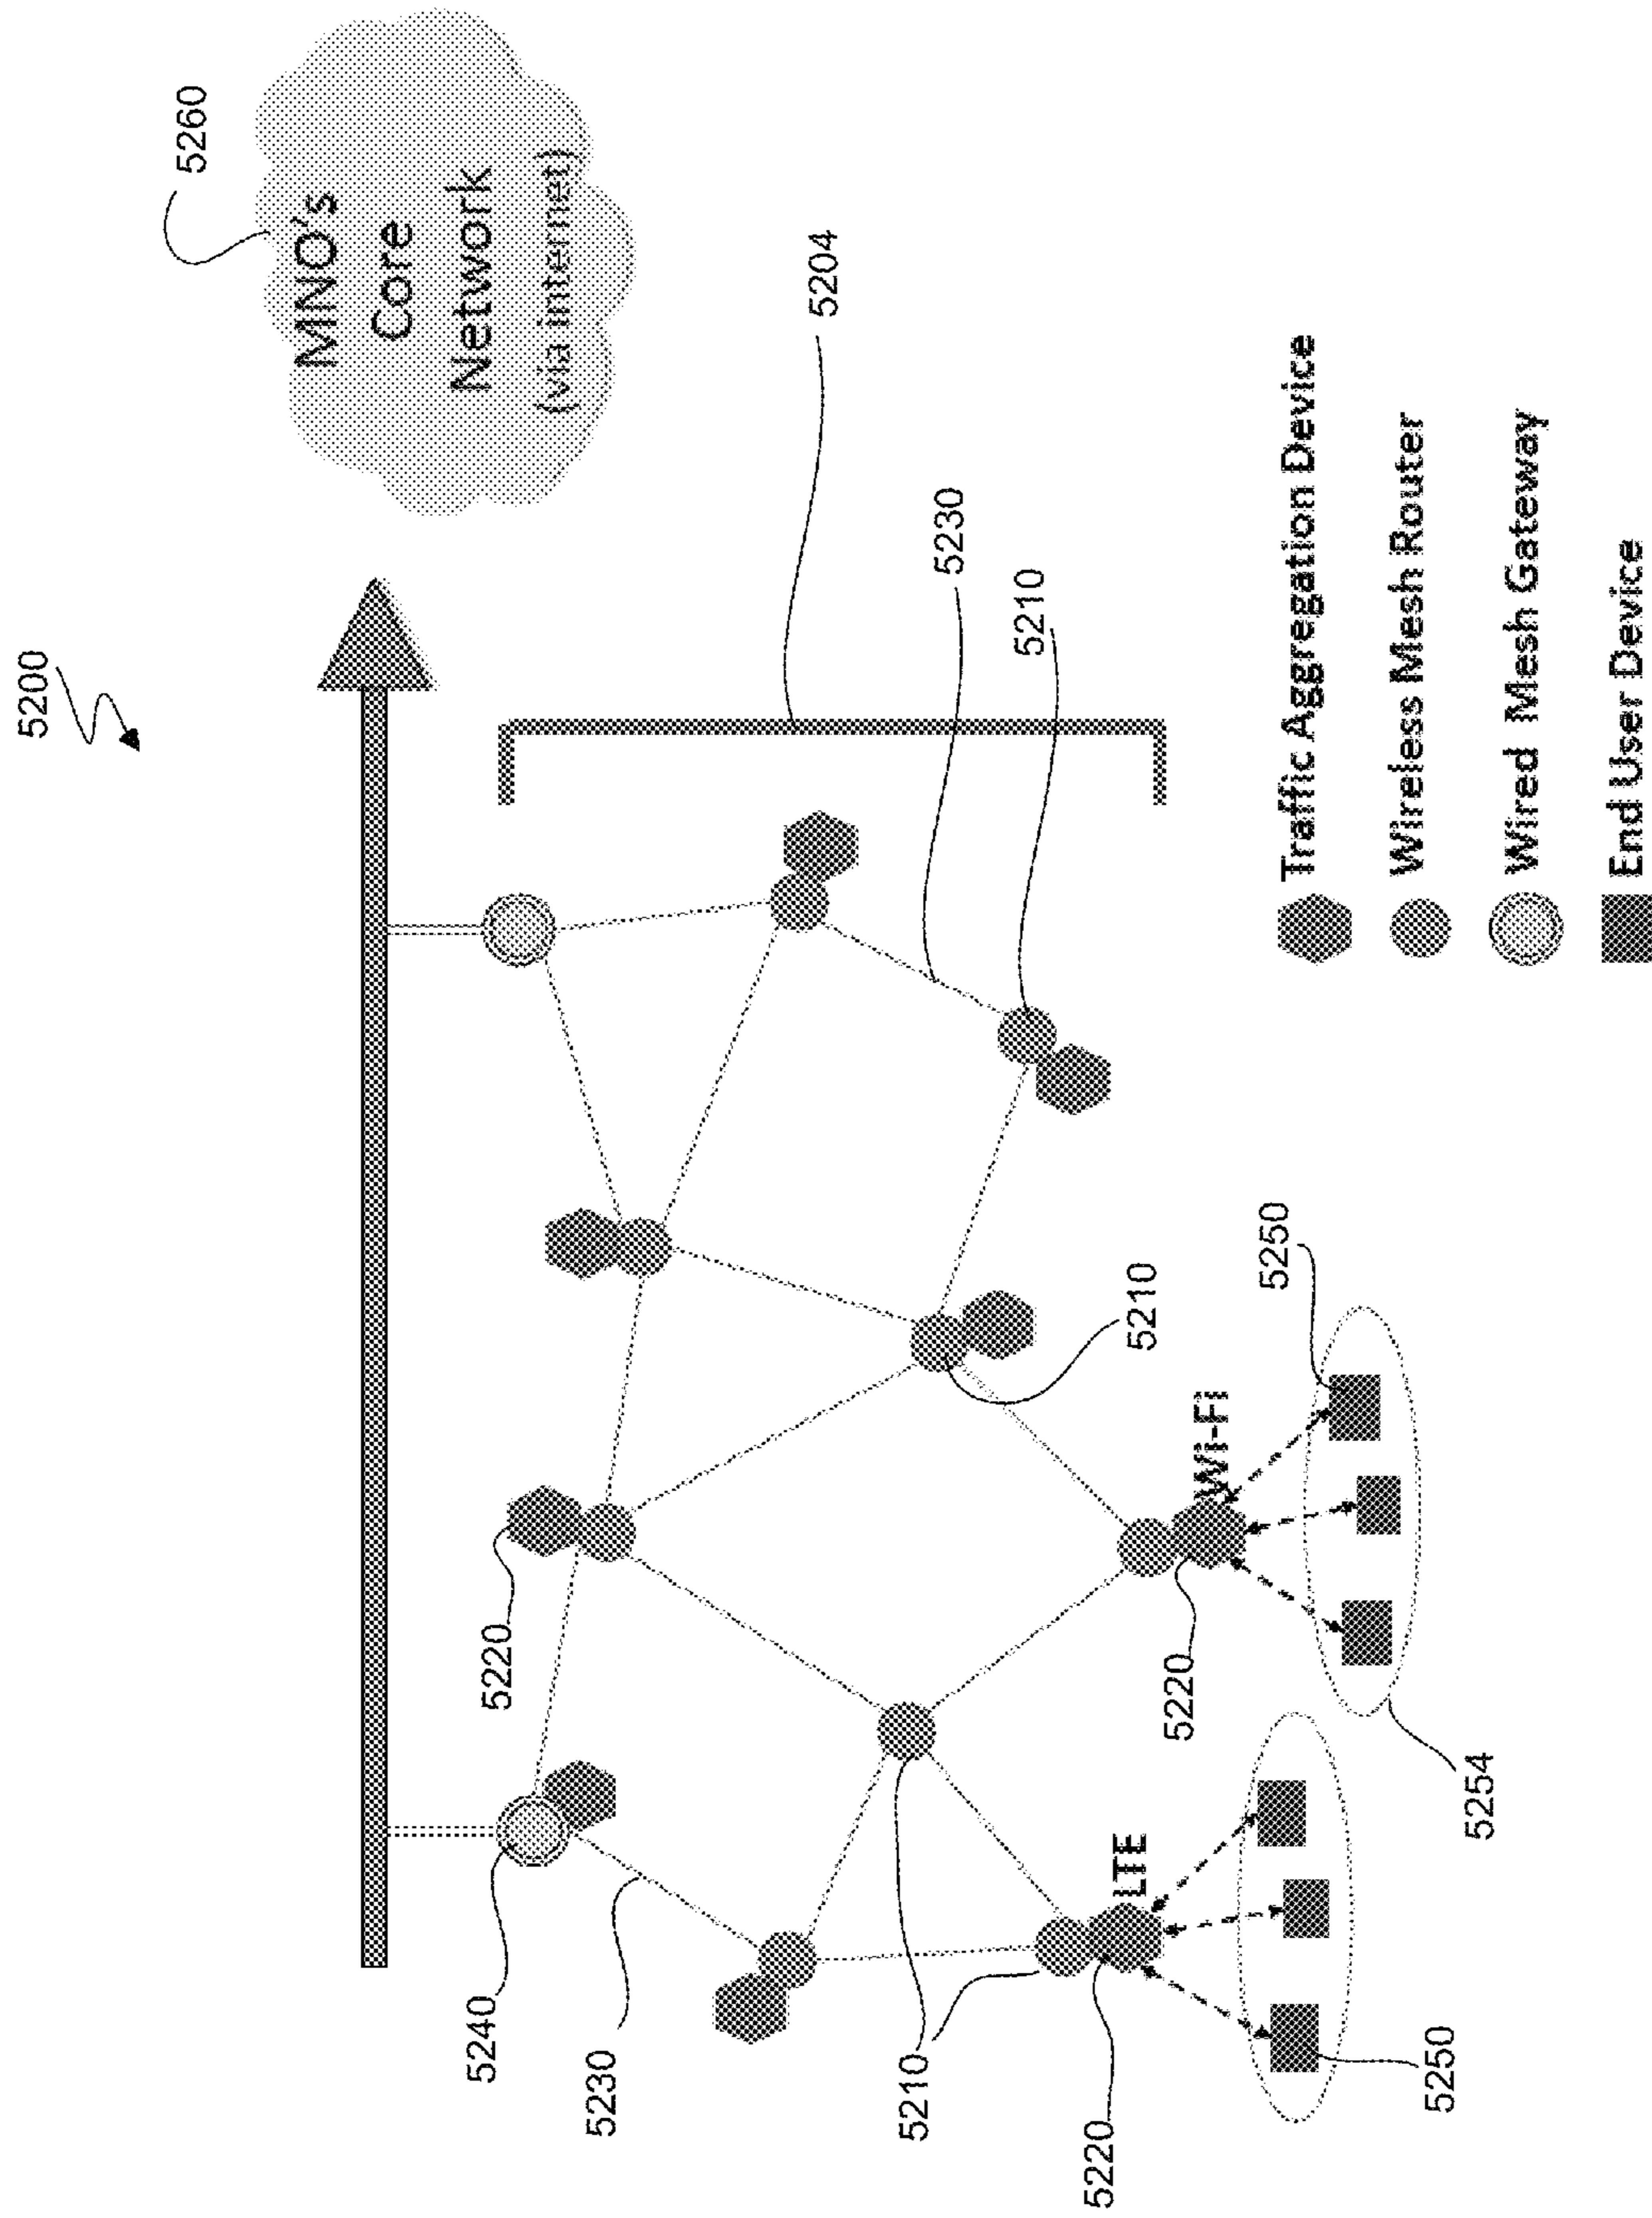 5200
5260
MNO's
Core
Network
(via internet)
5204
5240
5220
5230
5230
5210
5210
5210
5220
LTE
5220
Wi-Fi
5250
5250
5254
Traffic Aggregation Device
Wireless Mesh Router
Wired Mesh Gateway
End User Device